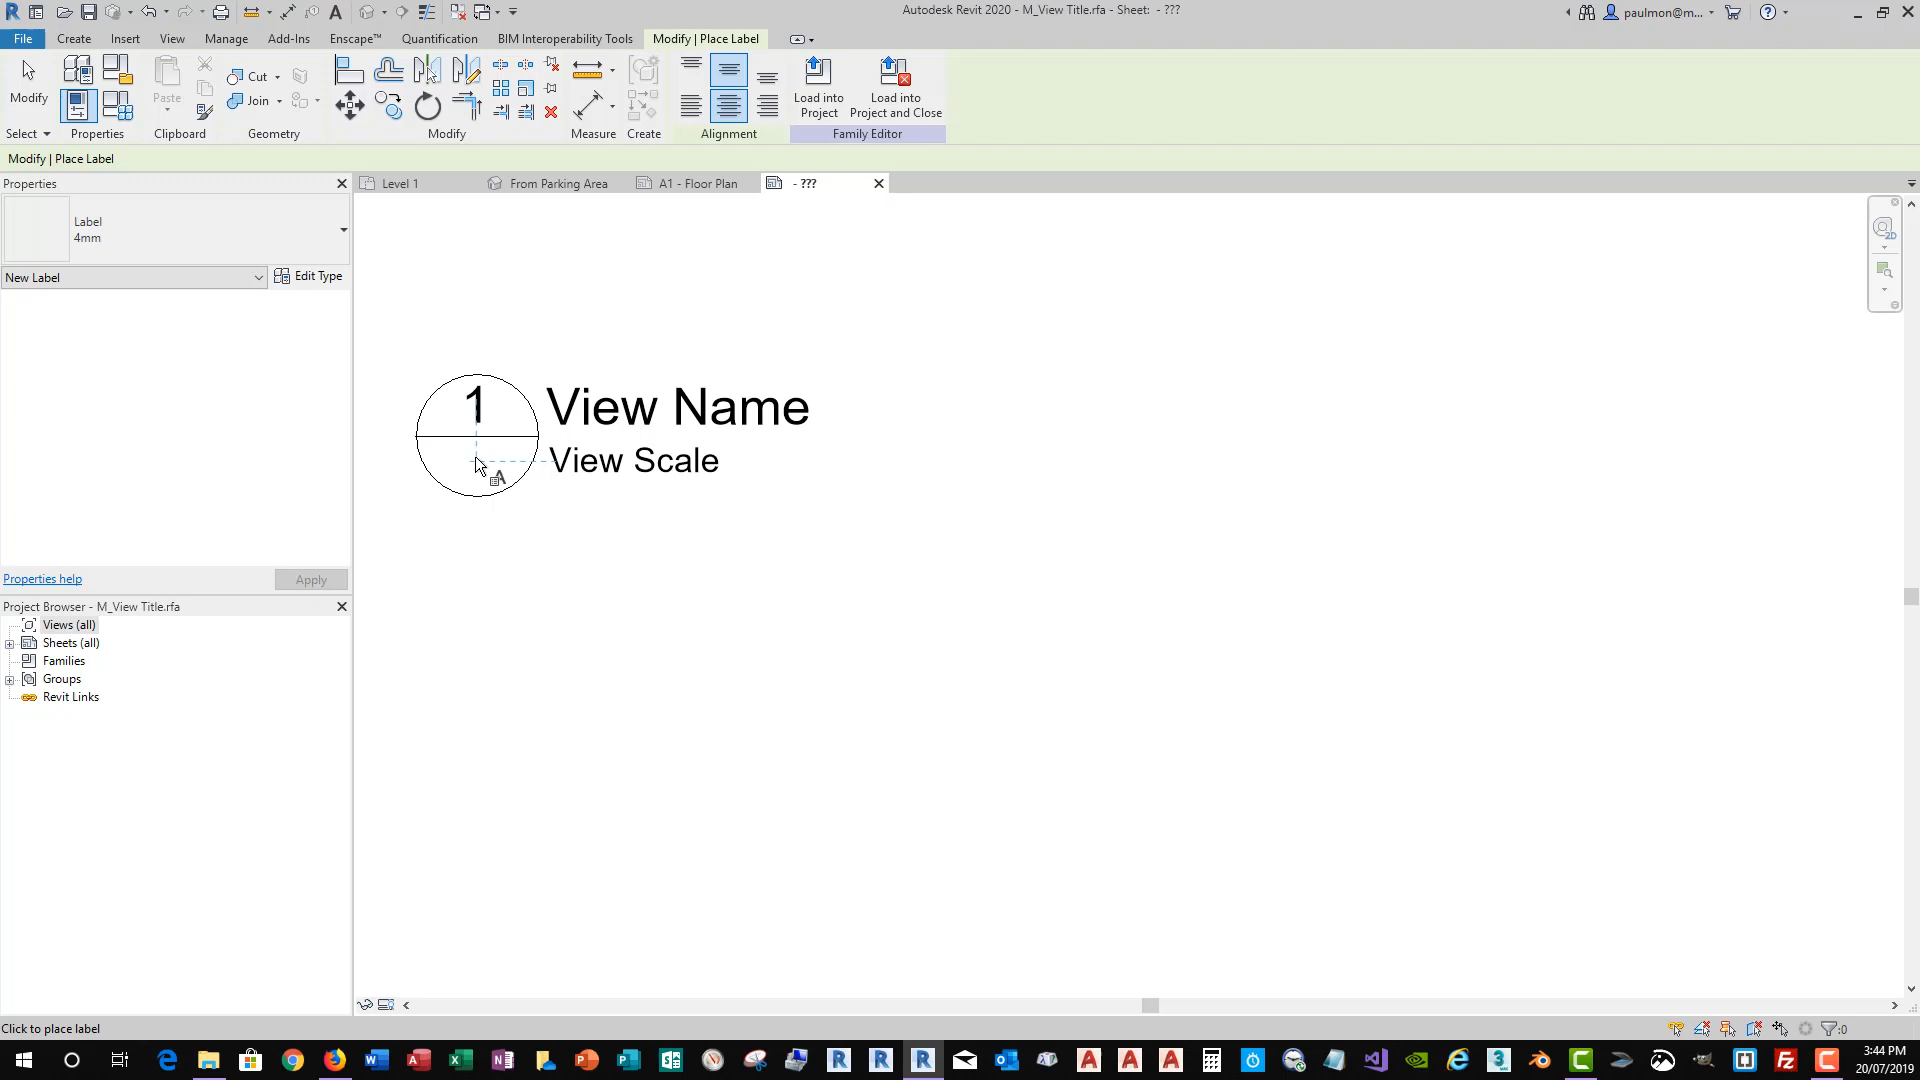 Autodesk Revit 2020 - M_View Title.rfa - Sheet:  - ???
paulmon@m...
File Create Insert View Manage Add-Ins Enscape™ Quantification BIM Interoperability Tools Modify | Place Label
Modify
Paste
Cut
Join
Load into
Project
Load into
Project and Close
Select Properties Clipboard Geometry Modify Measure Create Alignment Family Editor
Modify | Place Label
Properties
Level 1 From Parking Area A1 - Floor Plan - ???
Label
4mm
New Label
Edit Type
2D
1
View Name
View Scale
A
Properties help
Apply
Project Browser - M_View Title.rfa
Views (all)
Sheets (all)
Families
Groups
Revit Links
Click to place label
:0
3:44 PM
20/07/2019